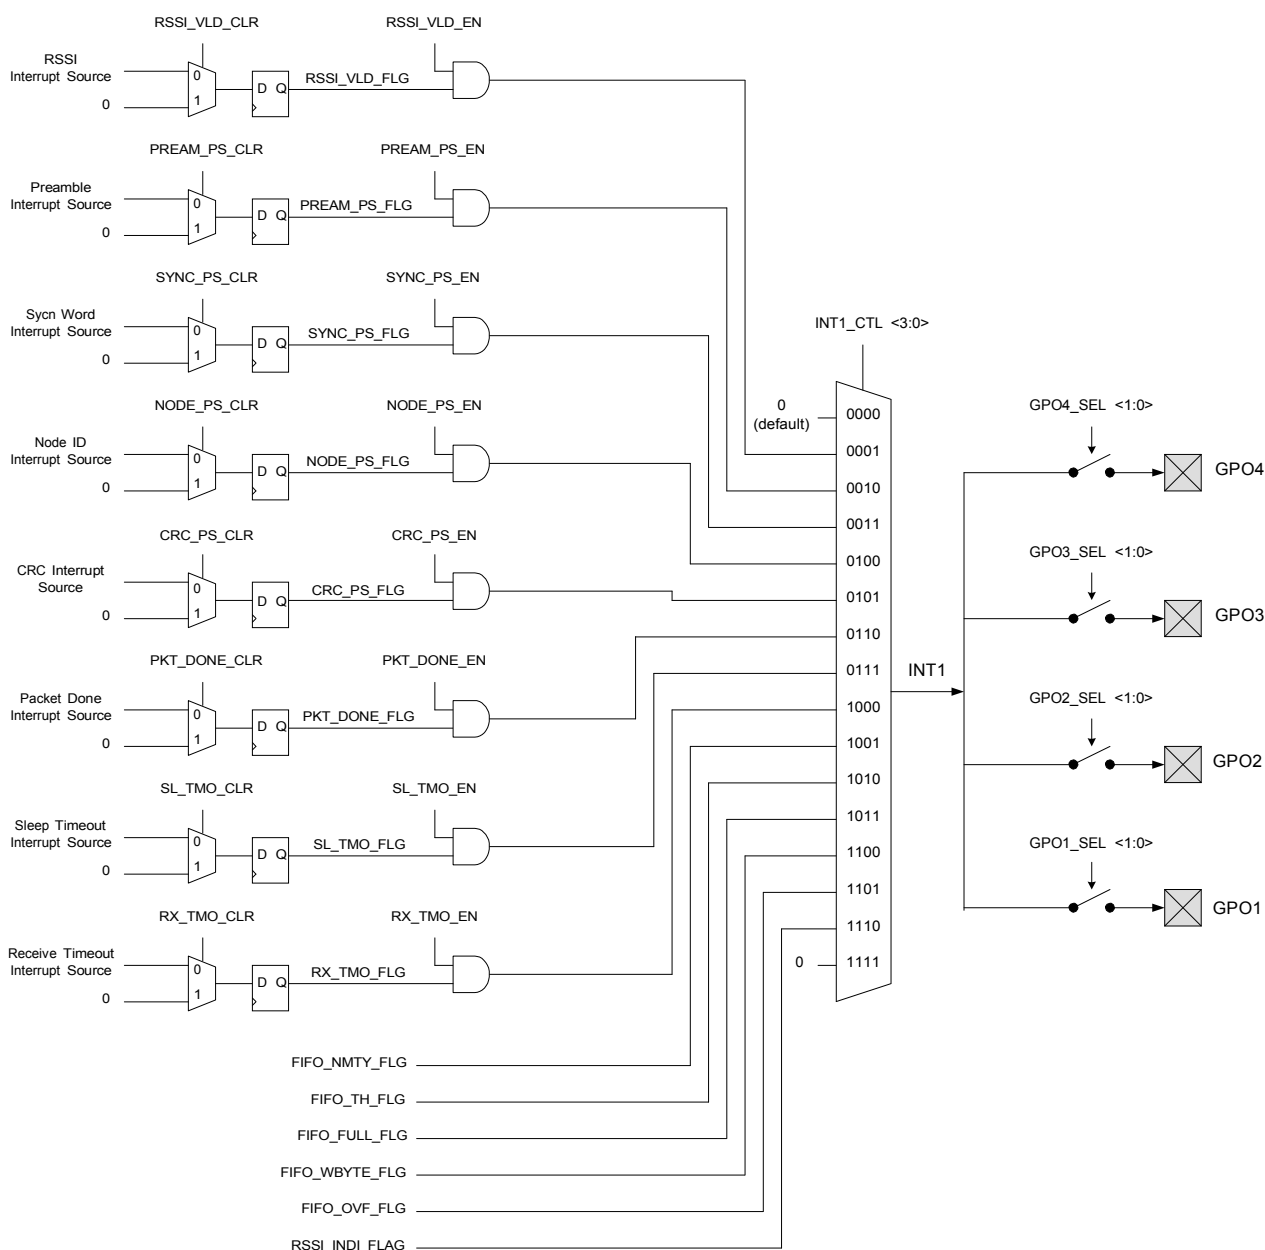 RSSI_VLD_CLR
RSSI_VLD_EN
RSSI
Interrupt Source
0
0
1
D Q
RSSI_VLD_FLG
PREAM_PS_CLR
PREAM_PS_EN
Preamble
Interrupt Source
0
0
1
D Q
PREAM_PS_FLG
SYNC_PS_CLR
SYNC_PS_EN
Sycn Word
Interrupt Source
0
0
1
D Q
SYNC_PS_FLG
NODE_PS_CLR
NODE_PS_EN
Node ID
Interrupt Source
0
0
1
D Q
NODE_PS_FLG
CRC_PS_CLR
CRC_PS_EN
CRC Interrupt
Source
0
0
1
D Q
CRC_PS_FLG
PKT_DONE_CLR
PKT_DONE_EN
Packet Done
Interrupt Source
0
0
1
D Q
PKT_DONE_FLG
SL_TMO_CLR
SL_TMO_EN
Sleep Timeout
Interrupt Source
0
0
1
D Q
SL_TMO_FLG
RX_TMO_CLR
RX_TMO_EN
Receive Timeout
Interrupt Source
0
0
1
D Q
RX_TMO_FLG
FIFO_NMTY_FLG
FIFO_TH_FLG
FIFO_FULL_FLG
FIFO_WBYTE_FLG
FIFO_OVF_FLG
RSSI_INDI_FLAG
INT1_CTL <3:0>
0
(default)
0000
0001
0010
0011
0100
0101
0110
0111
1000
1001
1010
1011
1100
1101
1110
0
1111
INT1
GPO4_SEL <1:0>
GPO4
GPO3_SEL <1:0>
GPO3
GPO2_SEL <1:0>
GPO2
GPO1_SEL <1:0>
GPO1